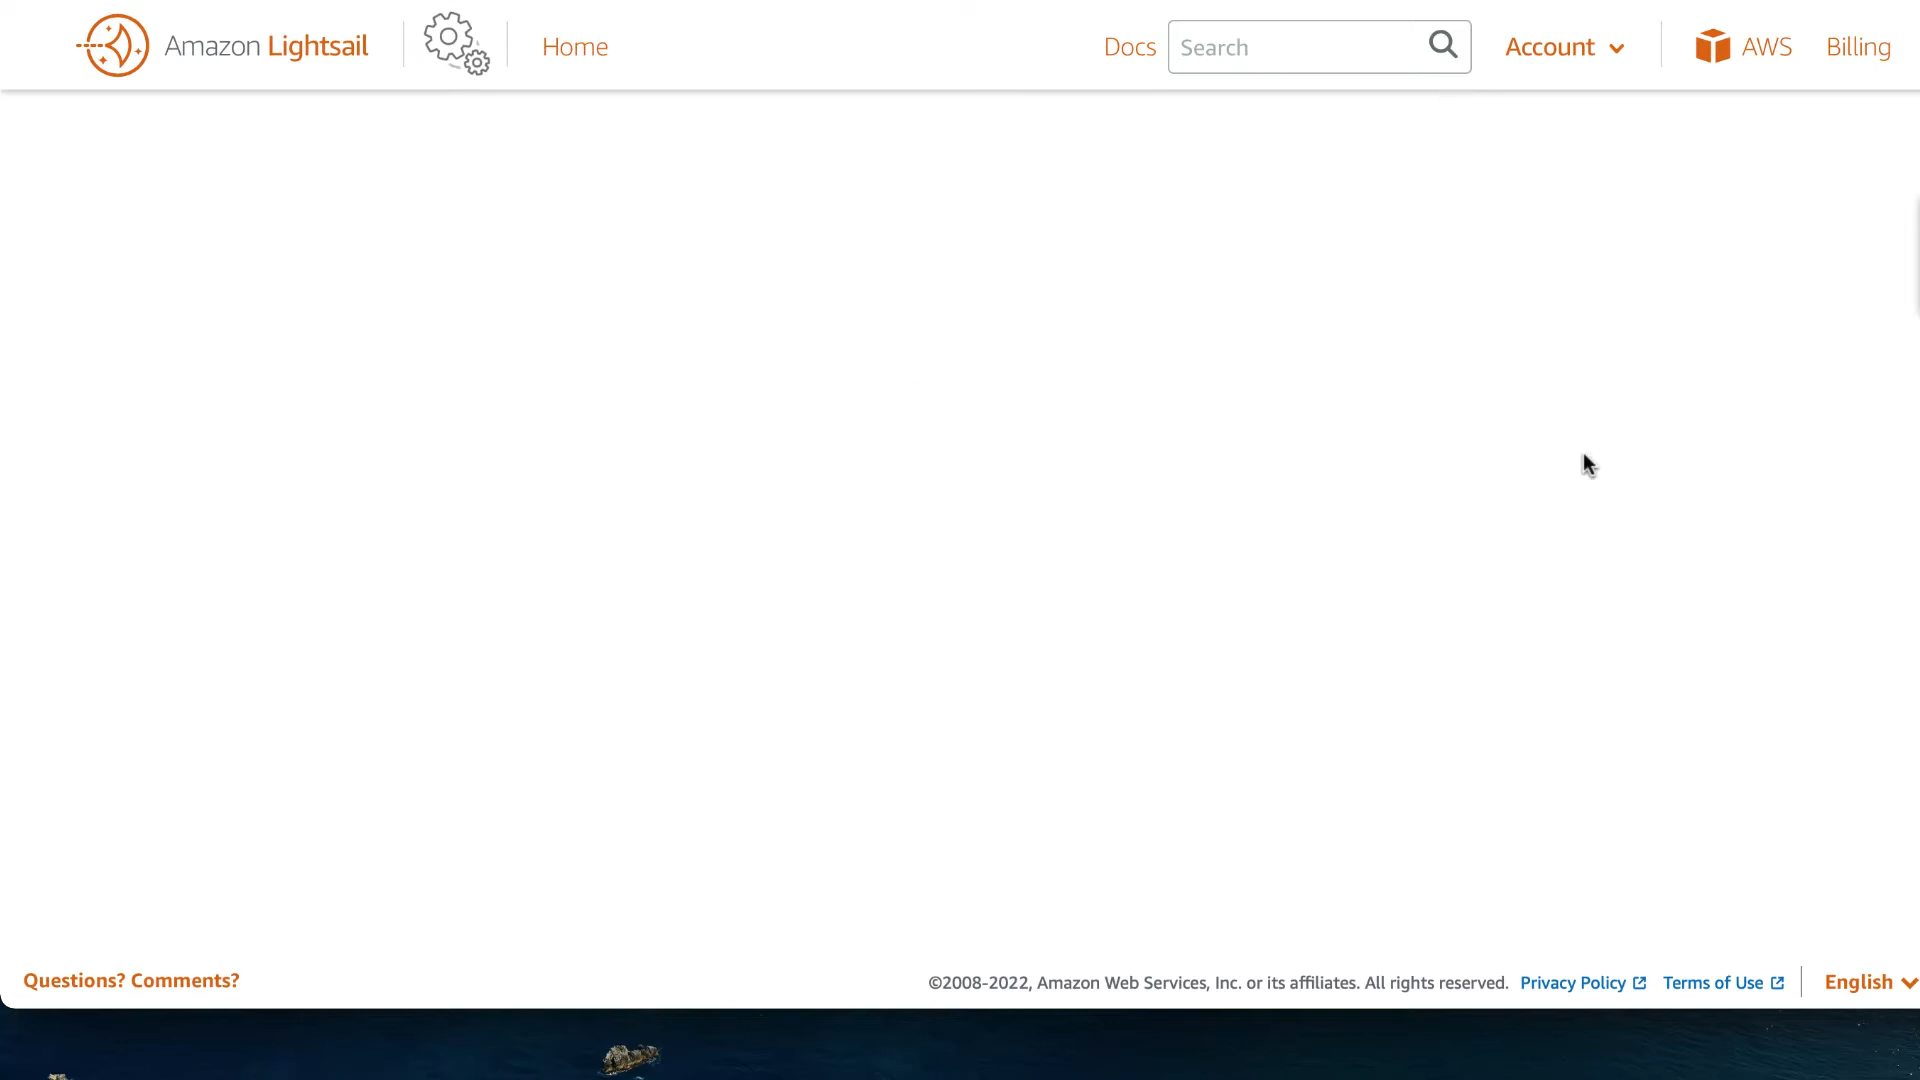 Amazon Lightsail
Home
Docs
Search
Account
AWS
Billing
Questions? Comments?
©2008-2022, Amazon Web Services, Inc. or its affiliates. All rights reserved.
Privacy Policy
Terms of Use
English